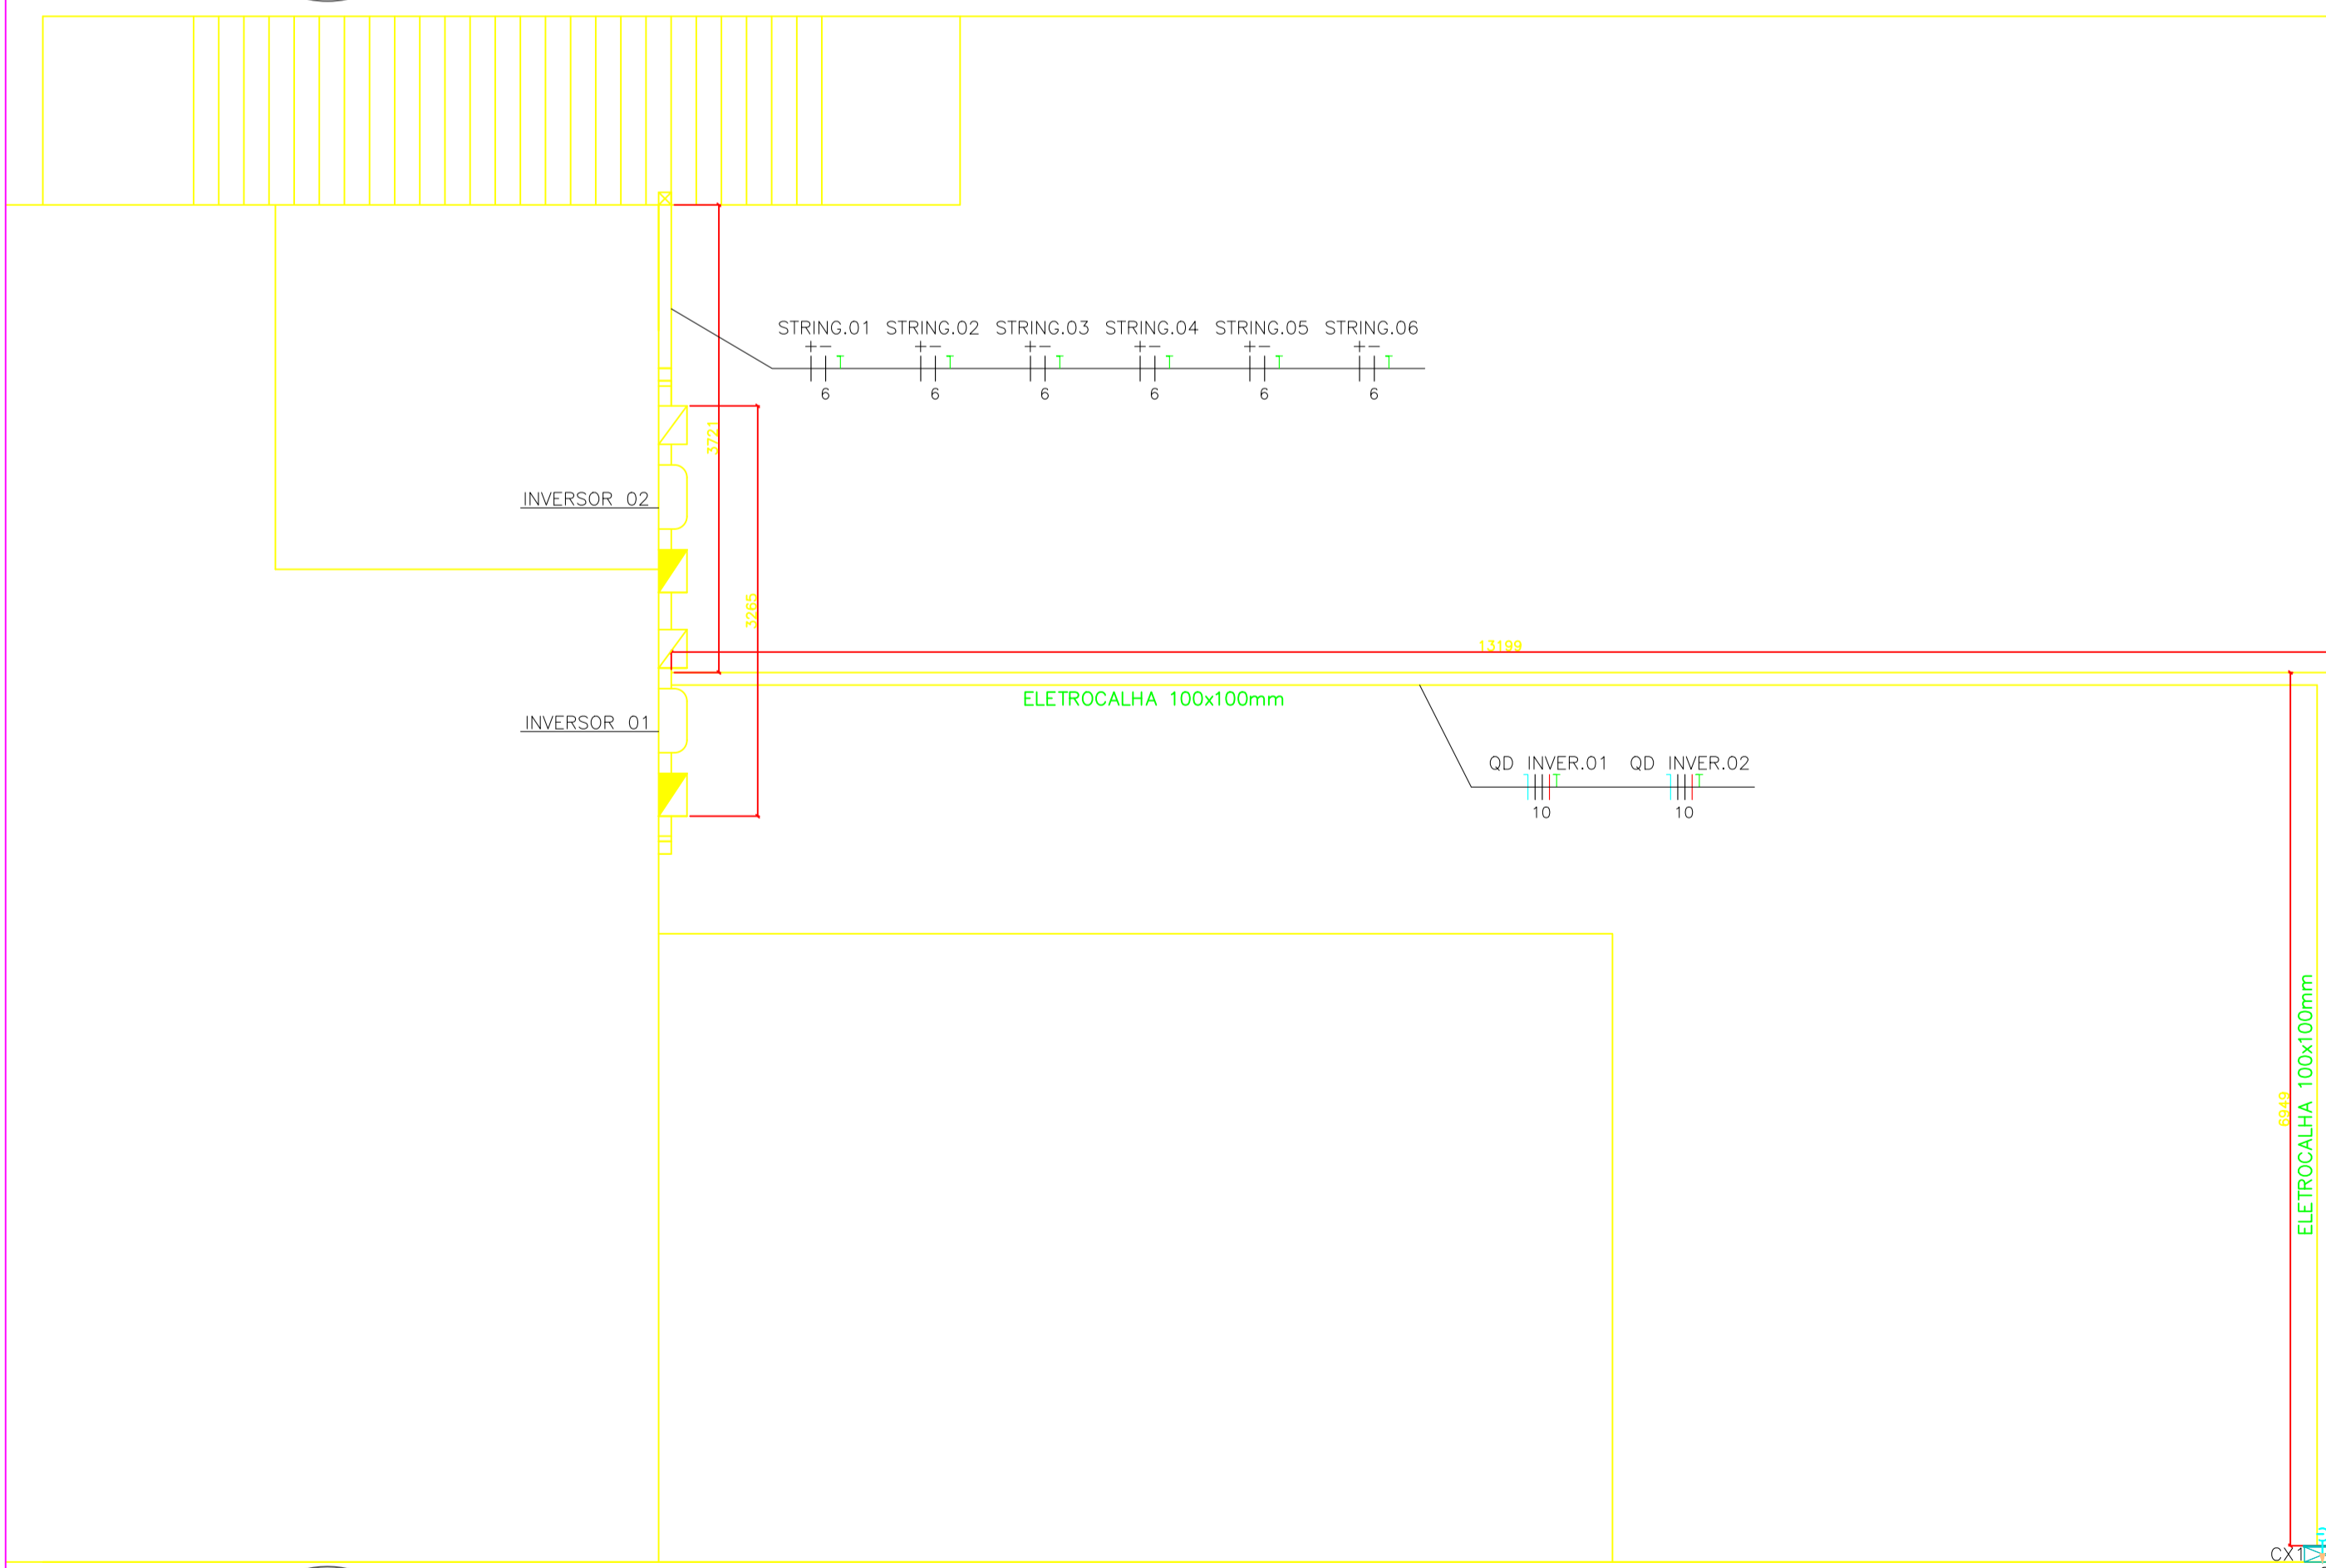 STRING.01 STRING.02 STRING.03 STRING.04 STRING.05 STRING.06
+- +- +- +- +- +-
6 6 6 6 6 6
3721
INVERSOR 02
3265
13199
ELETROCALHA 100x100mm
INVERSOR 01
QD INVER.01 QD INVER.02
10 10
ELETROCALHA 100x100mm
6949
CX1